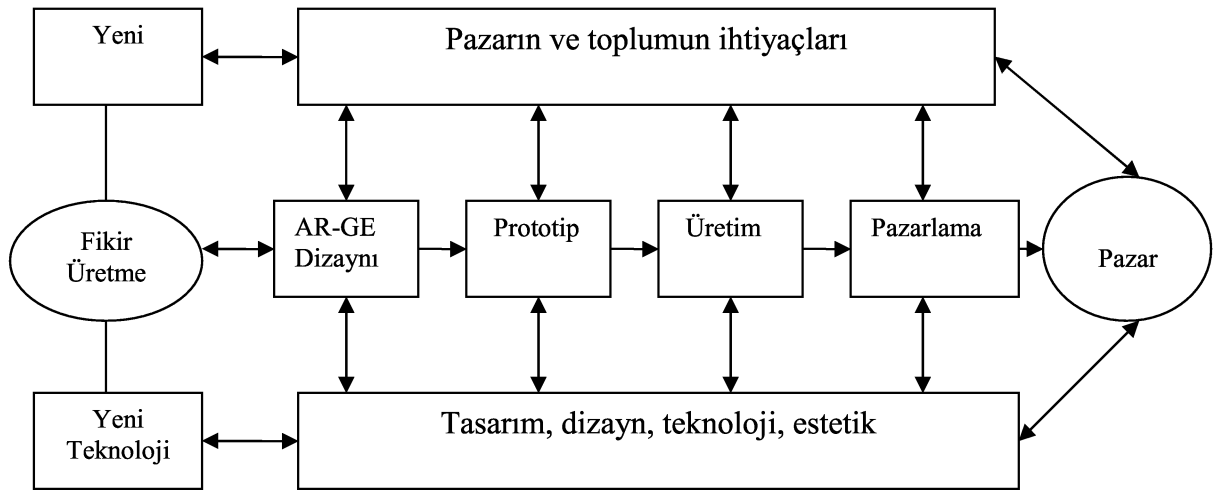 Yeni
Pazarın ve toplumun ihtiyaçları
Fikir
Üretme
AR-GE
Dizaynı
Prototip
Üretim
Pazarlama
Pazar
Yeni
Teknoloji
Tasarım, dizayn, teknoloji, estetik